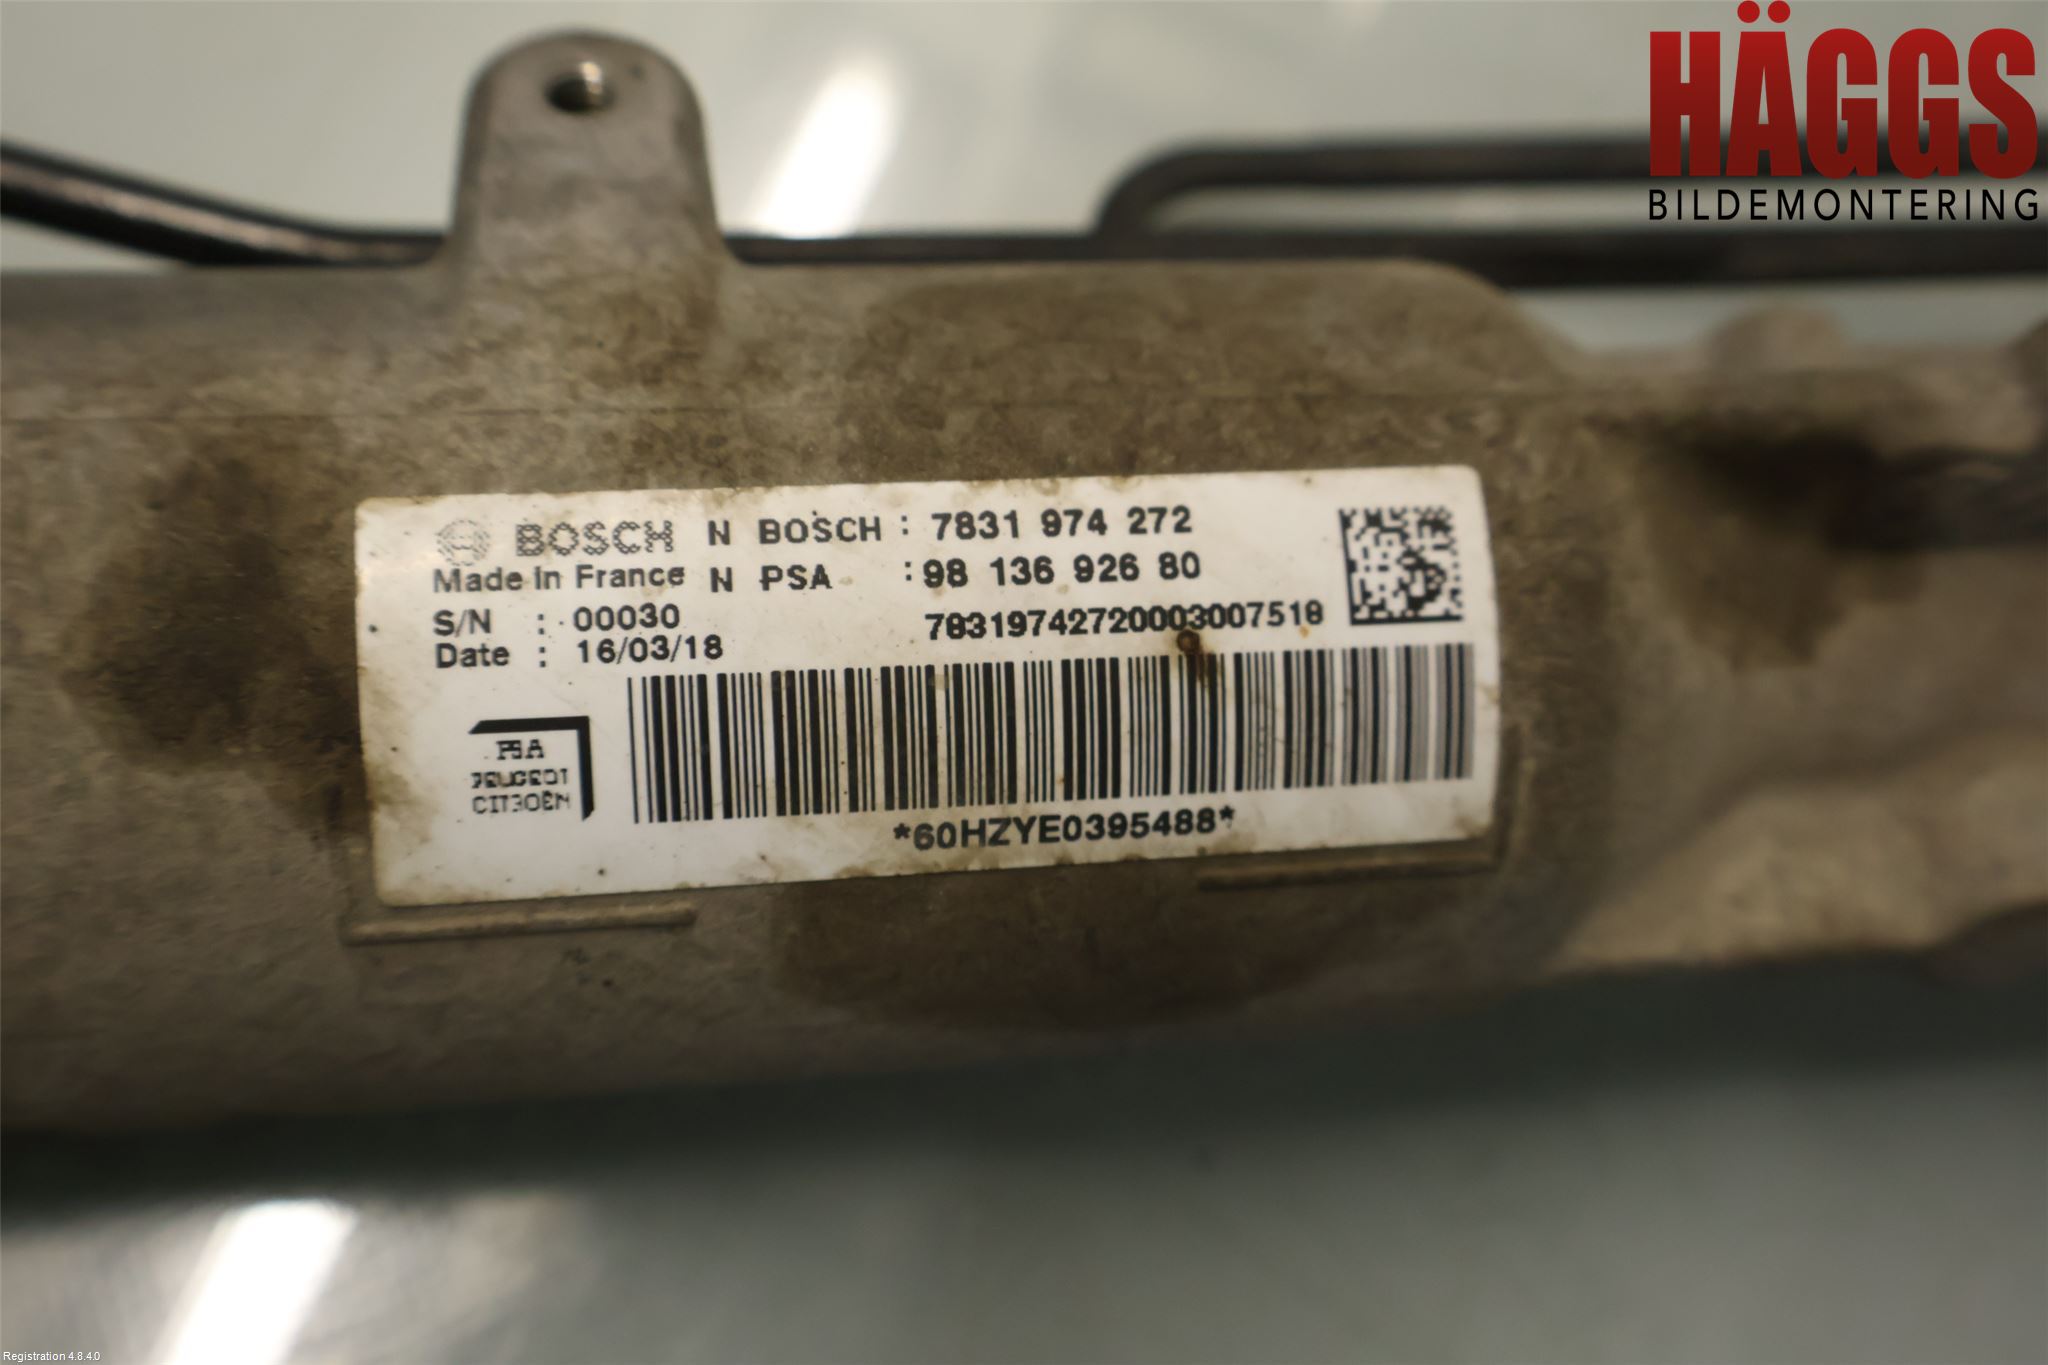 HÄGGS
BILDEMONTERING
BOSCH N BOSCH : 7831 974 272
Made In France N PSA : 98 136 926 80
S/N : 00030 78319742720003007518
Date : 16/03/18
PSA
PEUGEOT
CITROËN
*60HZYE0395488*
Registration 4.8.4.0